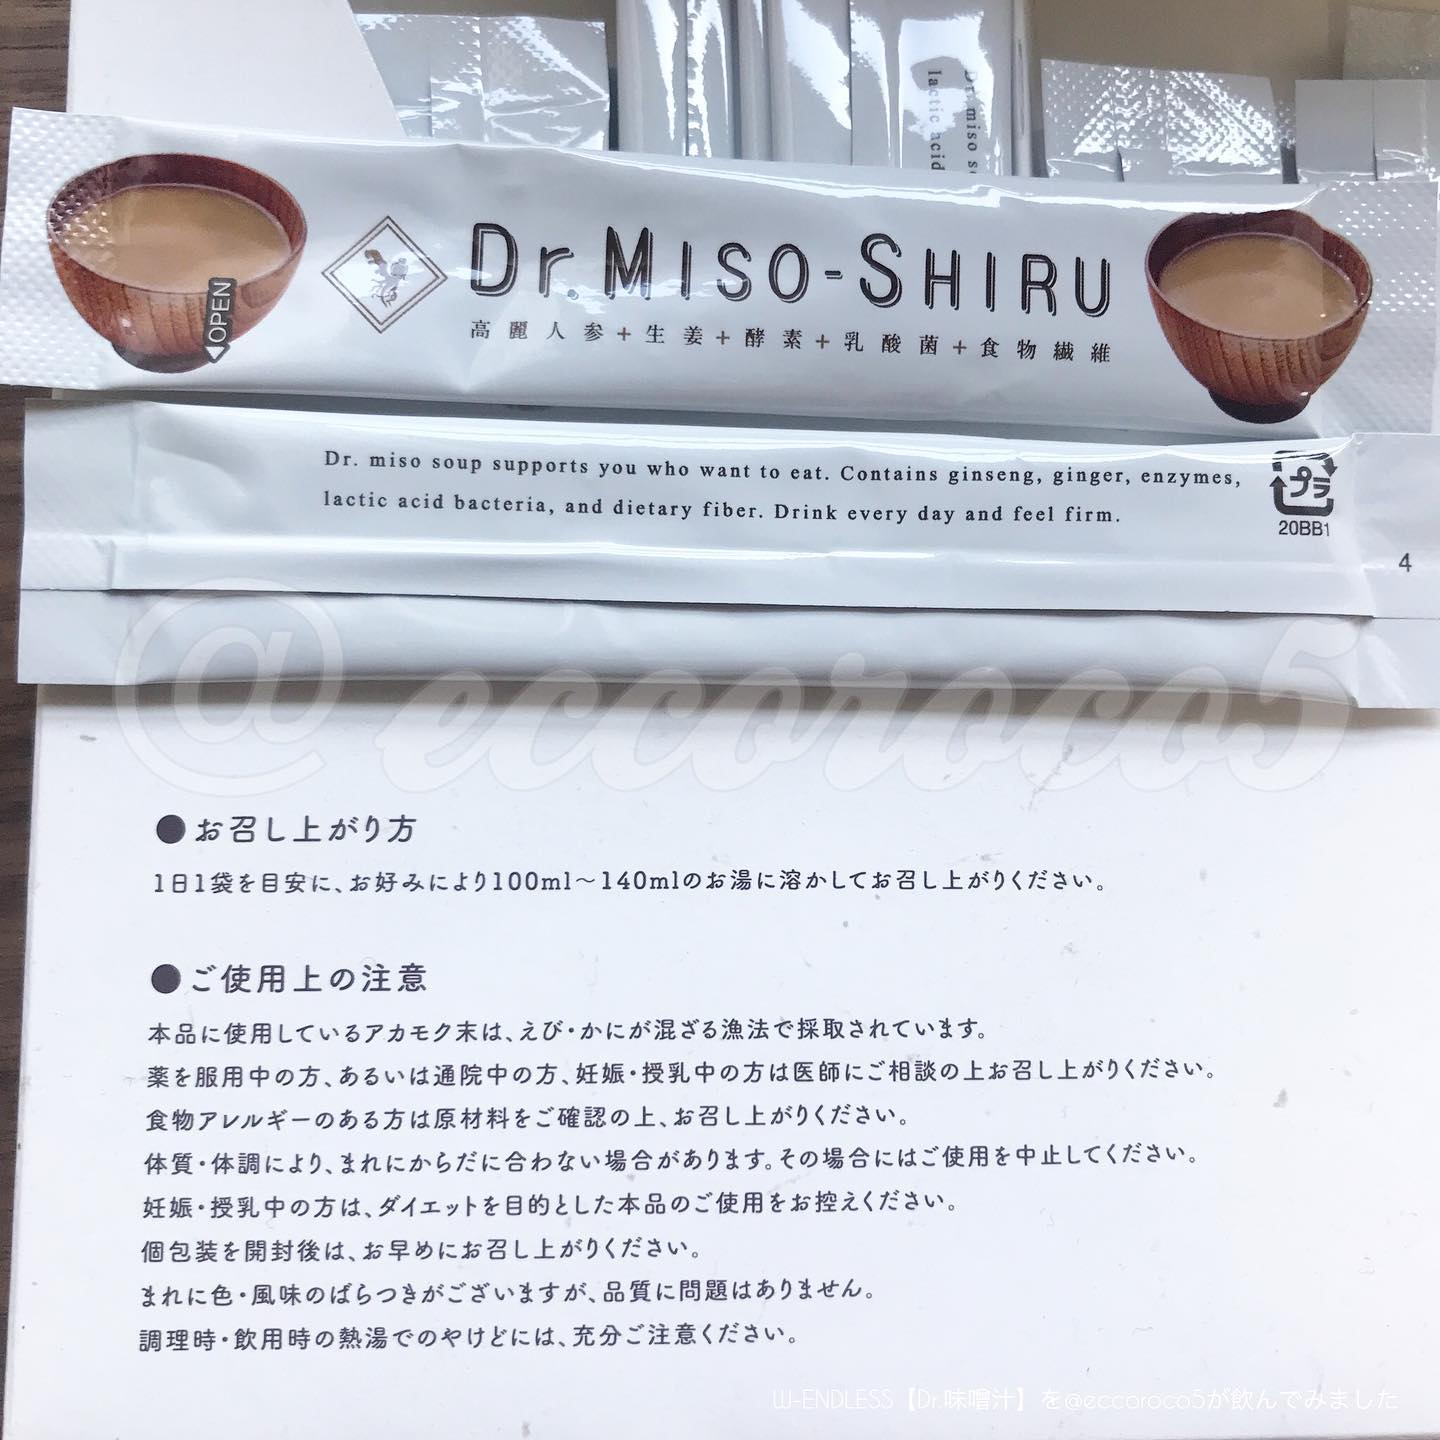 Dr. miso s
lactic acid
OPEN
Dr. MISO-SHIRU
高麗人参+生姜+酵素+乳酸菌+食物繊維
Dr. miso soup supports you who want to eat. Contains ginseng, ginger, enzymes,
lactic acid bacteria, and dietary fiber. Drink every day and feel firm.
プラ
20BB1
4
@eccoroco5
●お召し上がり方
1日1袋を目安に、お好みにより100ml～140mlのお湯に溶かしてお召し上がりください。
●ご使用上の注意
本品に使用しているアカモク末は、えび・かにが混ざる漁法で採取されています。
薬を服用中の方、あるいは通院中の方、妊娠・授乳中の方は医師にご相談の上お召し上がりください。
食物アレルギーのある方は原材料をご確認の上、お召し上がりください。
体質・体調により、まれにからだに合わない場合があります。その場合にはご使用を中止してください。
妊娠・授乳中の方は、ダイエットを目的とした本品のご使用をお控えください。
個包装を開封後は、お早めにお召し上がりください。
まれに色・風味のばらつきがございますが、品質に問題はありません。
調理時・飲用時の熱湯でのやけどには、充分ご注意ください。
W-ENDLESS【Dr.味噌汁】を@eccoroco5が飲んでみました